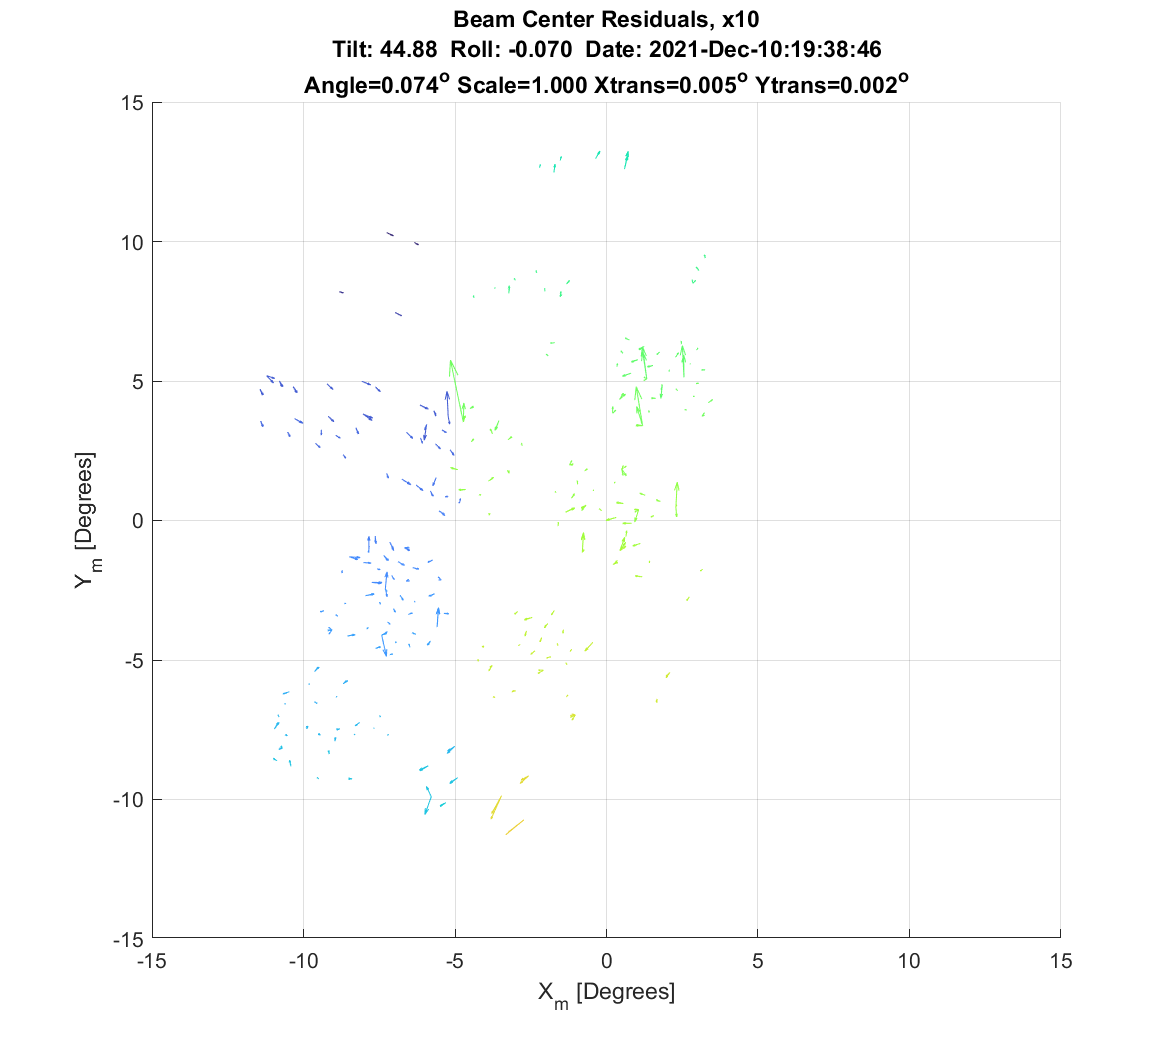 Beam Center Residuals, x10
Tilt: 44.88 Roll: -0.070 Date: 2021-Dec-10:19:38:46
Angle=0.074° Scale=1.000 Xtrans=0.005° Ytrans=0.002°
15
10
5
0
-5
-10
-15
Y_m [Degrees]
-15 -10 -5 0 5 10 15
X_m [Degrees]